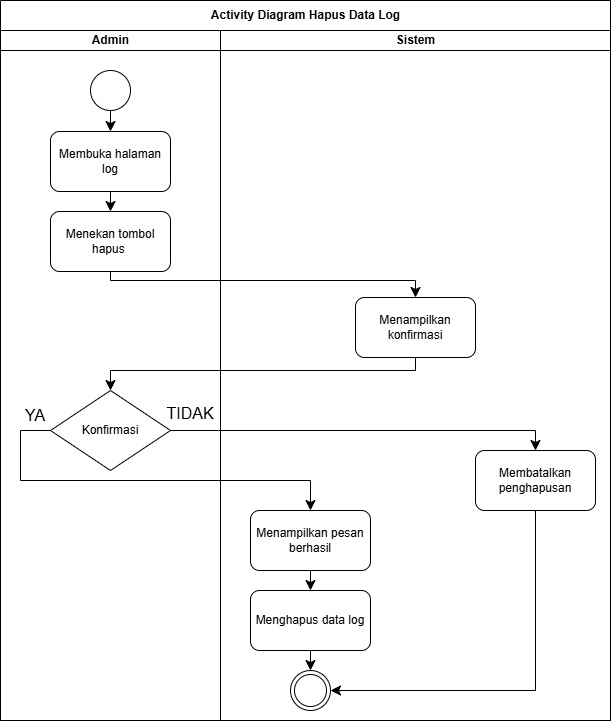 Activity Diagram Hapus Data Log
Admin
Sistem
Membuka halaman
log
Menekan tombol
hapus
Menampilkan
konfirmasi
YA
TIDAK
Konfirmasi
Membatalkan
penghapusan
Menampilkan pesan
berhasil
Menghapus data log